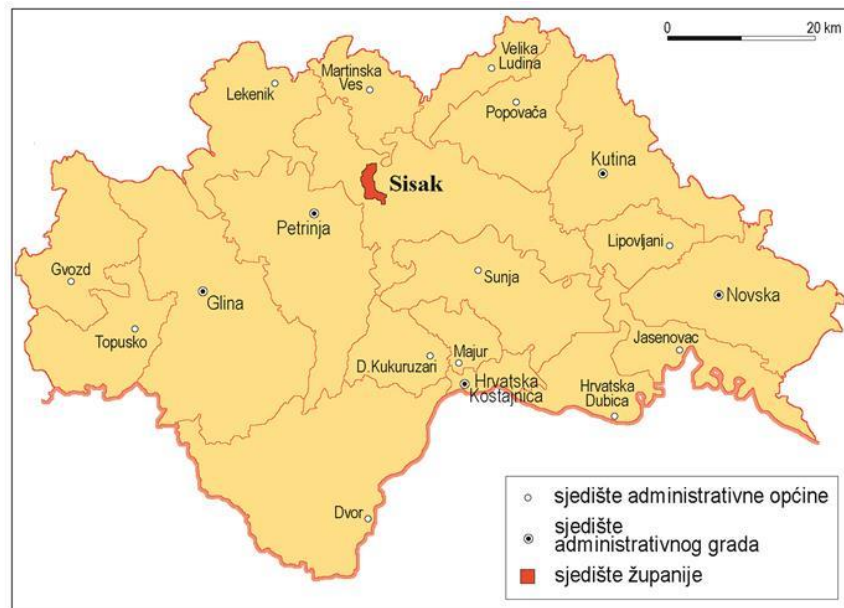 0 20 km
Velika
Ludina
Martinska
Ves
Lekenik
Popovača
Kutina
Sisak
Petrinja
Lipovljani
Gvozd
Sunja
Glina
Novska
Topusko
Jasenovac
D.Kukuruzari
Majur
Hrvatska
Kostajnica
Hrvatska
Dubica
Dvor
sjedište administrativne općine
sjedište
administrativnog grada
sjedište županije